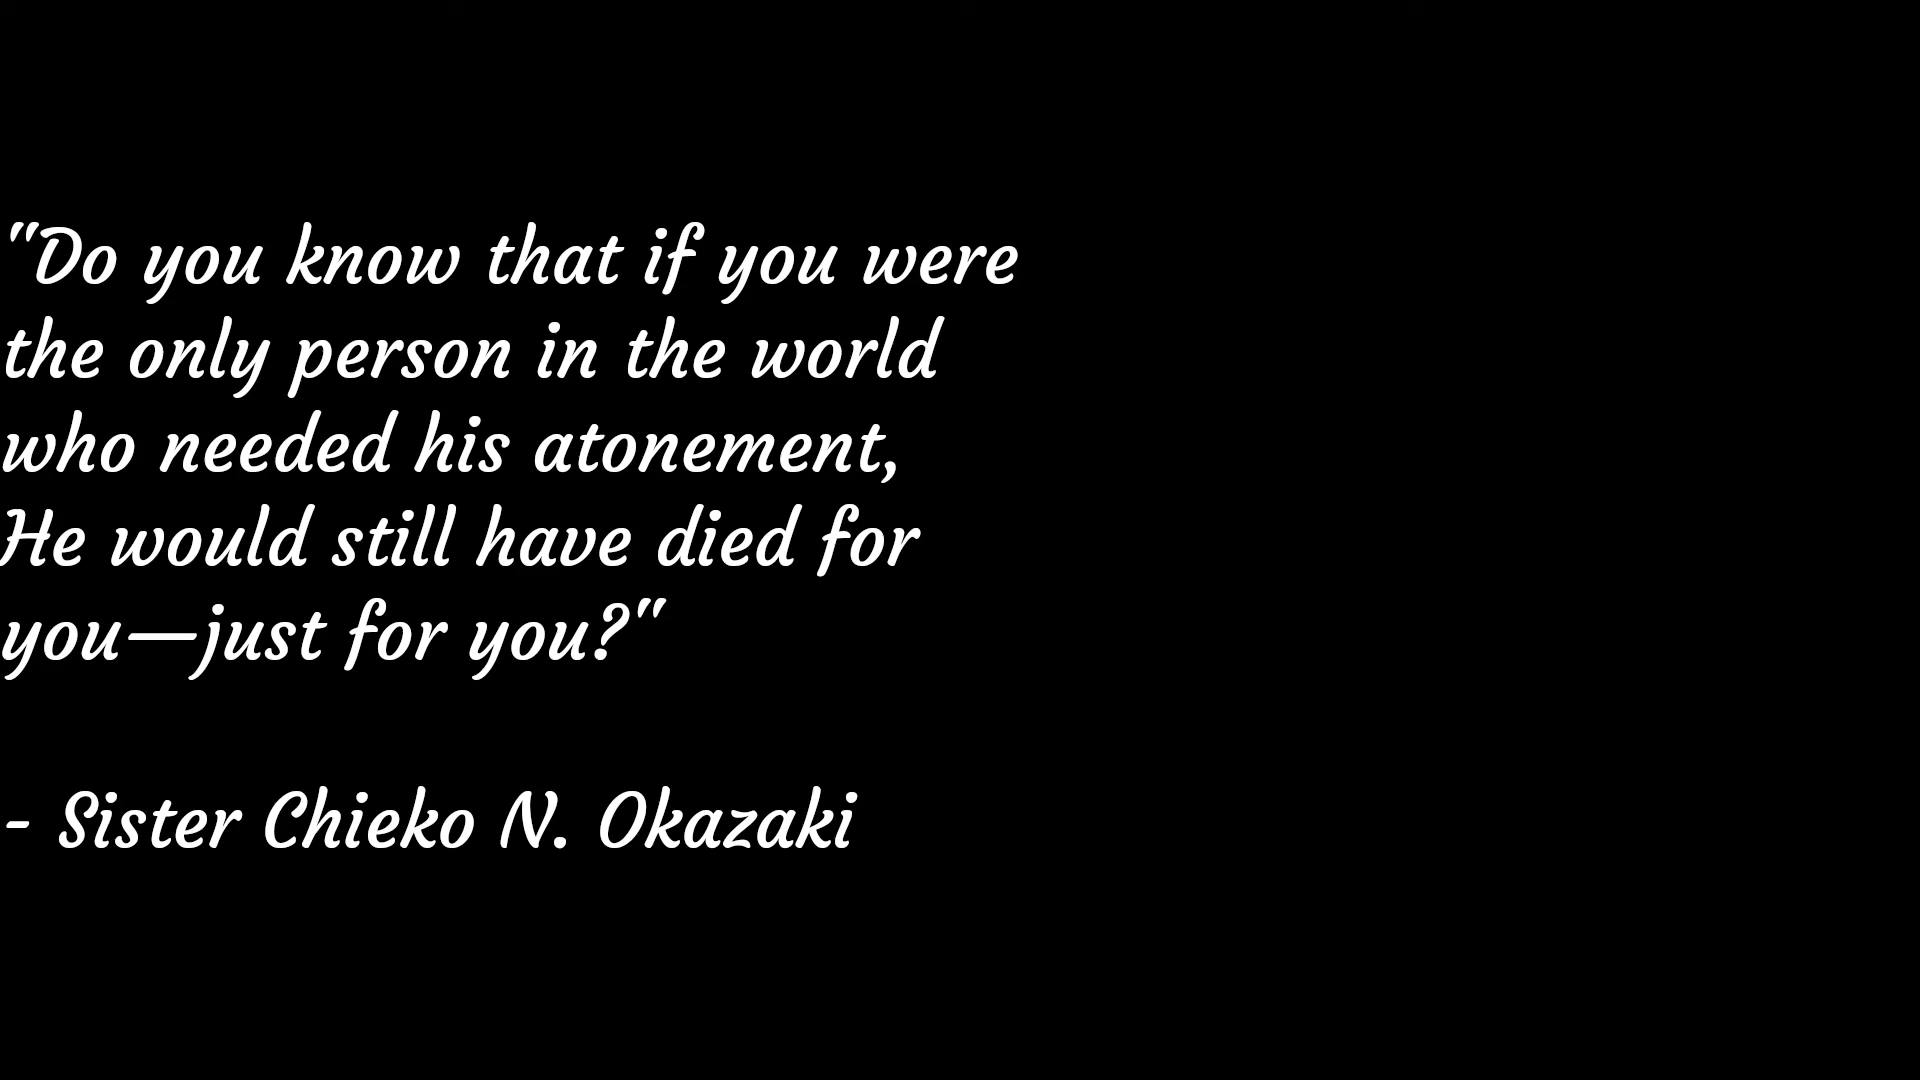 "Do you know that if you were
the only person in the world
who needed his atonement,
He would still have died for
you—just for you?"
- Sister Chieko N. Okazaki